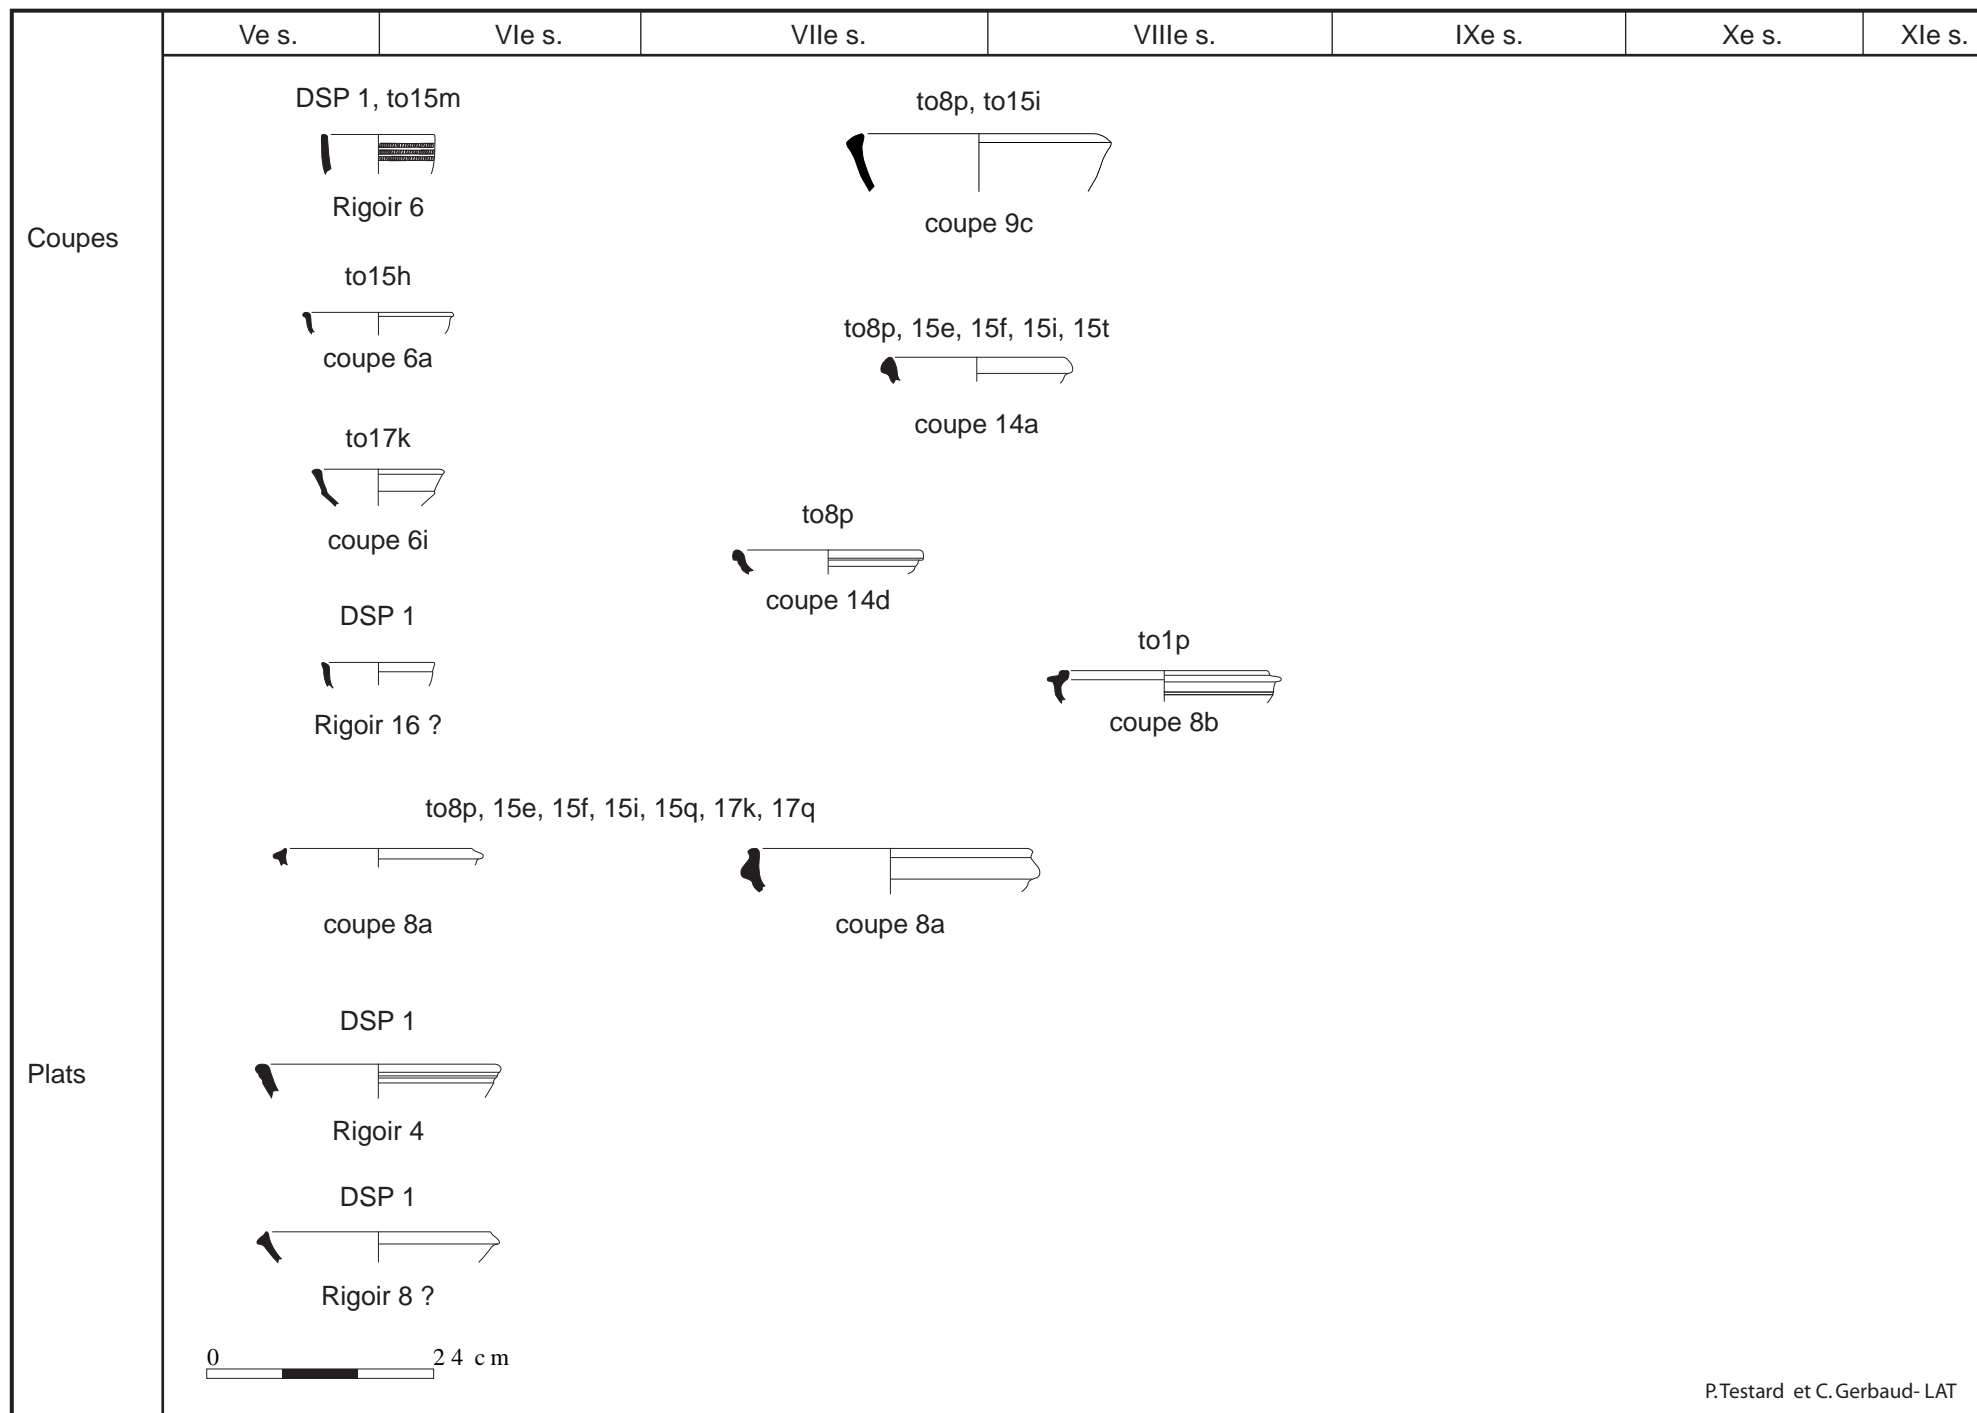 Ve s. VIe s. VIIe s. VIIIe s. IXe s. Xe s. XIe s.
Coupes
DSP 1, to15m
Rigoir 6
to8p, to15i
coupe 9c
to15h
coupe 6a
to8p, 15e, 15f, 15i, 15t
coupe 14a
to17k
coupe 6i
to8p
coupe 14d
DSP 1
Rigoir 16 ?
to1p
coupe 8b
to8p, 15e, 15f, 15i, 15q, 17k, 17q
coupe 8a
coupe 8a
Plats
DSP 1
Rigoir 4
DSP 1
Rigoir 8 ?
0 24 cm
P.Testard et C.Gerbaud- LAT